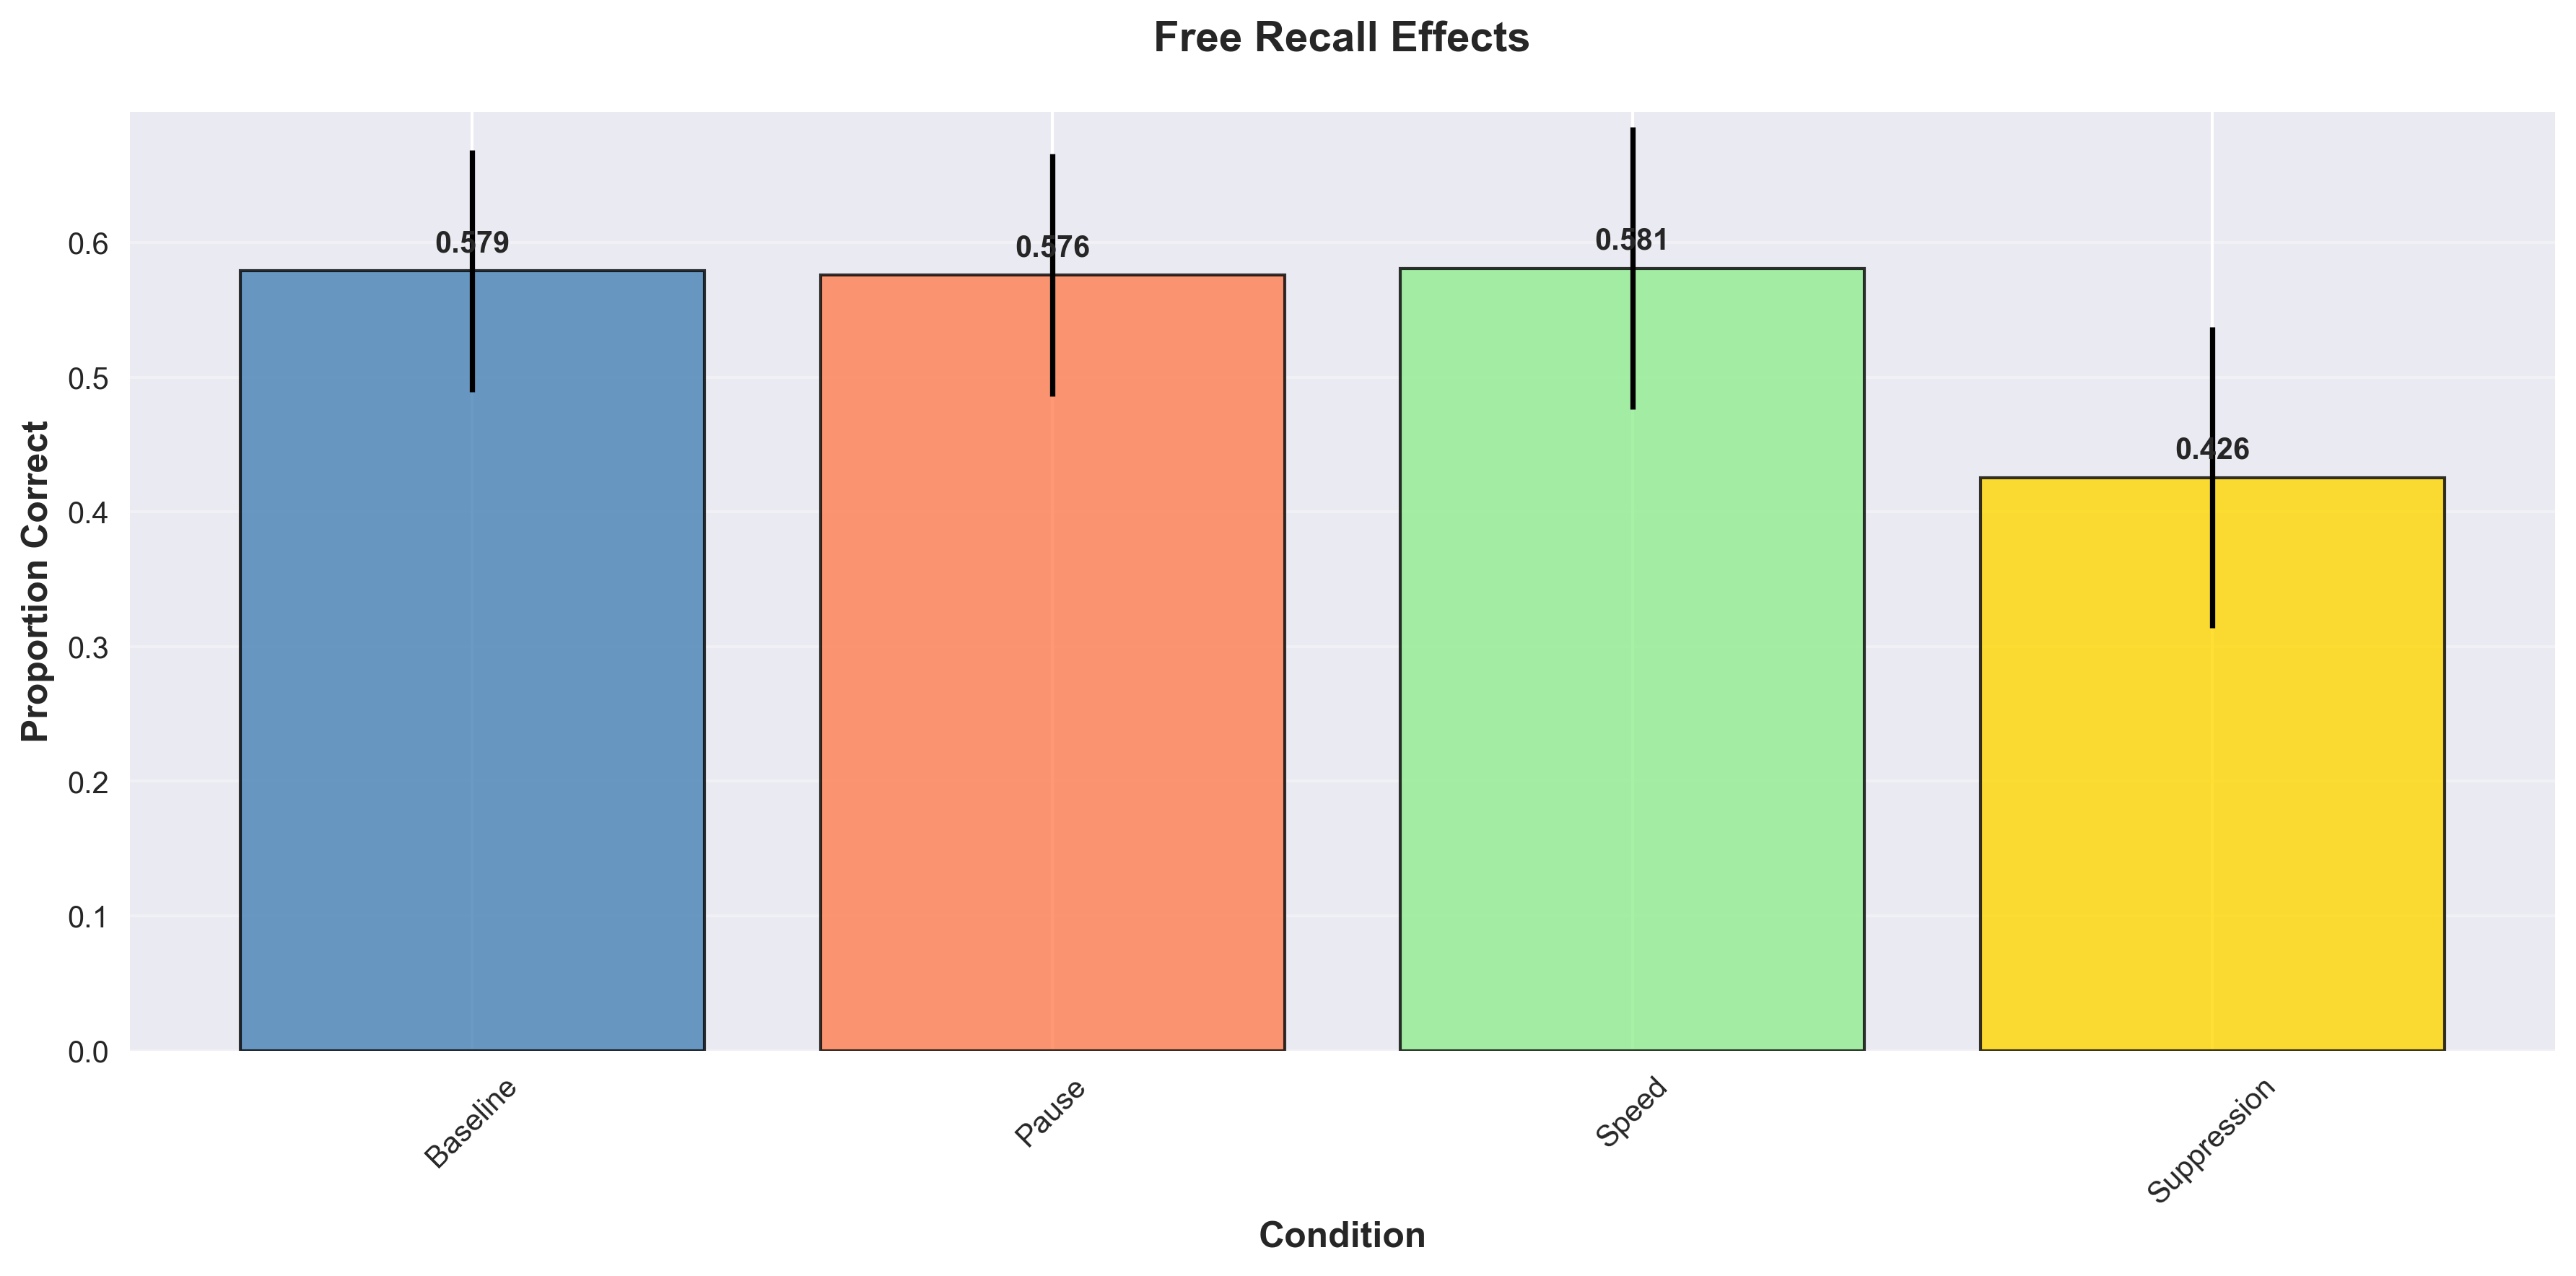 Free Recall Effects
Proportion Correct
0.6
0.5
0.4
0.3
0.2
0.1
0.0
0.579
0.576
0.581
0.426
Baseline
Pause
Speed
Suppression
Condition